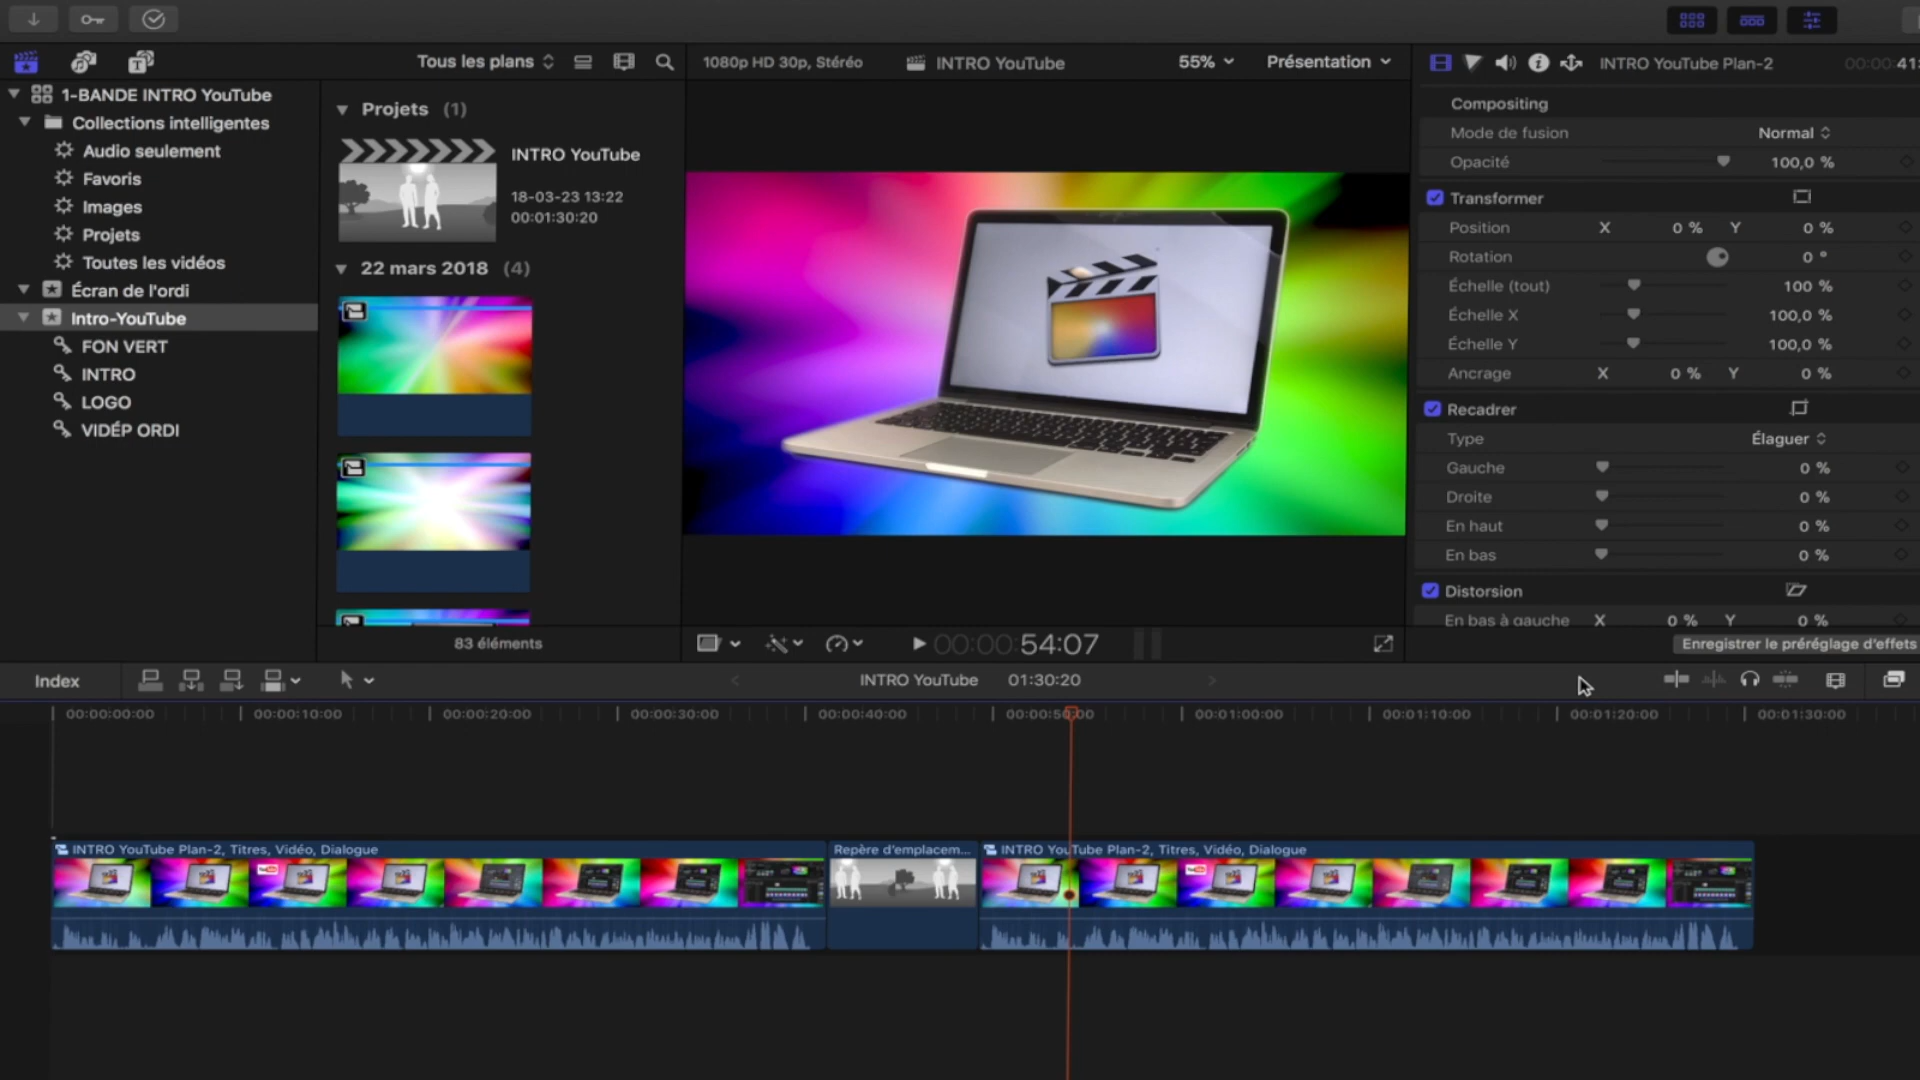 Tous les plans
1080p HD 30p, Stéréo
INTRO YouTube
55%
Présentation
INTRO YouTube Plan-2
00:00:41:
1-BANDE INTRO YouTube
Collections intelligentes
Audio seulement
Favoris
Images
Projets
Toutes les vidéos
Écran de l'ordi
Intro-YouTube
FON VERT
INTRO
LOGO
VIDÉP ORDI
Projets (1)
INTRO YouTube
18-03-23 13:22
00:01:30:20
22 mars 2018 (4)
83 éléments
Compositing
Mode de fusion Normal
Opacité 100,0 %
Transformer
Position X 0 % Y 0 %
Rotation 0 °
Échelle (tout) 100 %
Échelle X 100,0 %
Échelle Y 100,0 %
Ancrage X 0 % Y 0 %
Recadrer
Type Élaguer
Gauche 0 %
Droite 0 %
En haut 0 %
En bas 0 %
Distorsion
En bas à gauche X 0 % Y 0 %
Enregistrer le préréglage d'effets
00:00:54:07
Index
INTRO YouTube 01:30:20
00:00:00:00 00:00:10:00 00:00:20:00 00:00:30:00 00:00:40:00 00:00:50:00 00:01:00:00 00:01:10:00 00:01:20:00 00:01:30:00
INTRO YouTube Plan-2, Titres, Vidéo, Dialogue
Repère d'emplacem...
INTRO YouTube Plan-2, Titres, Vidéo, Dialogue